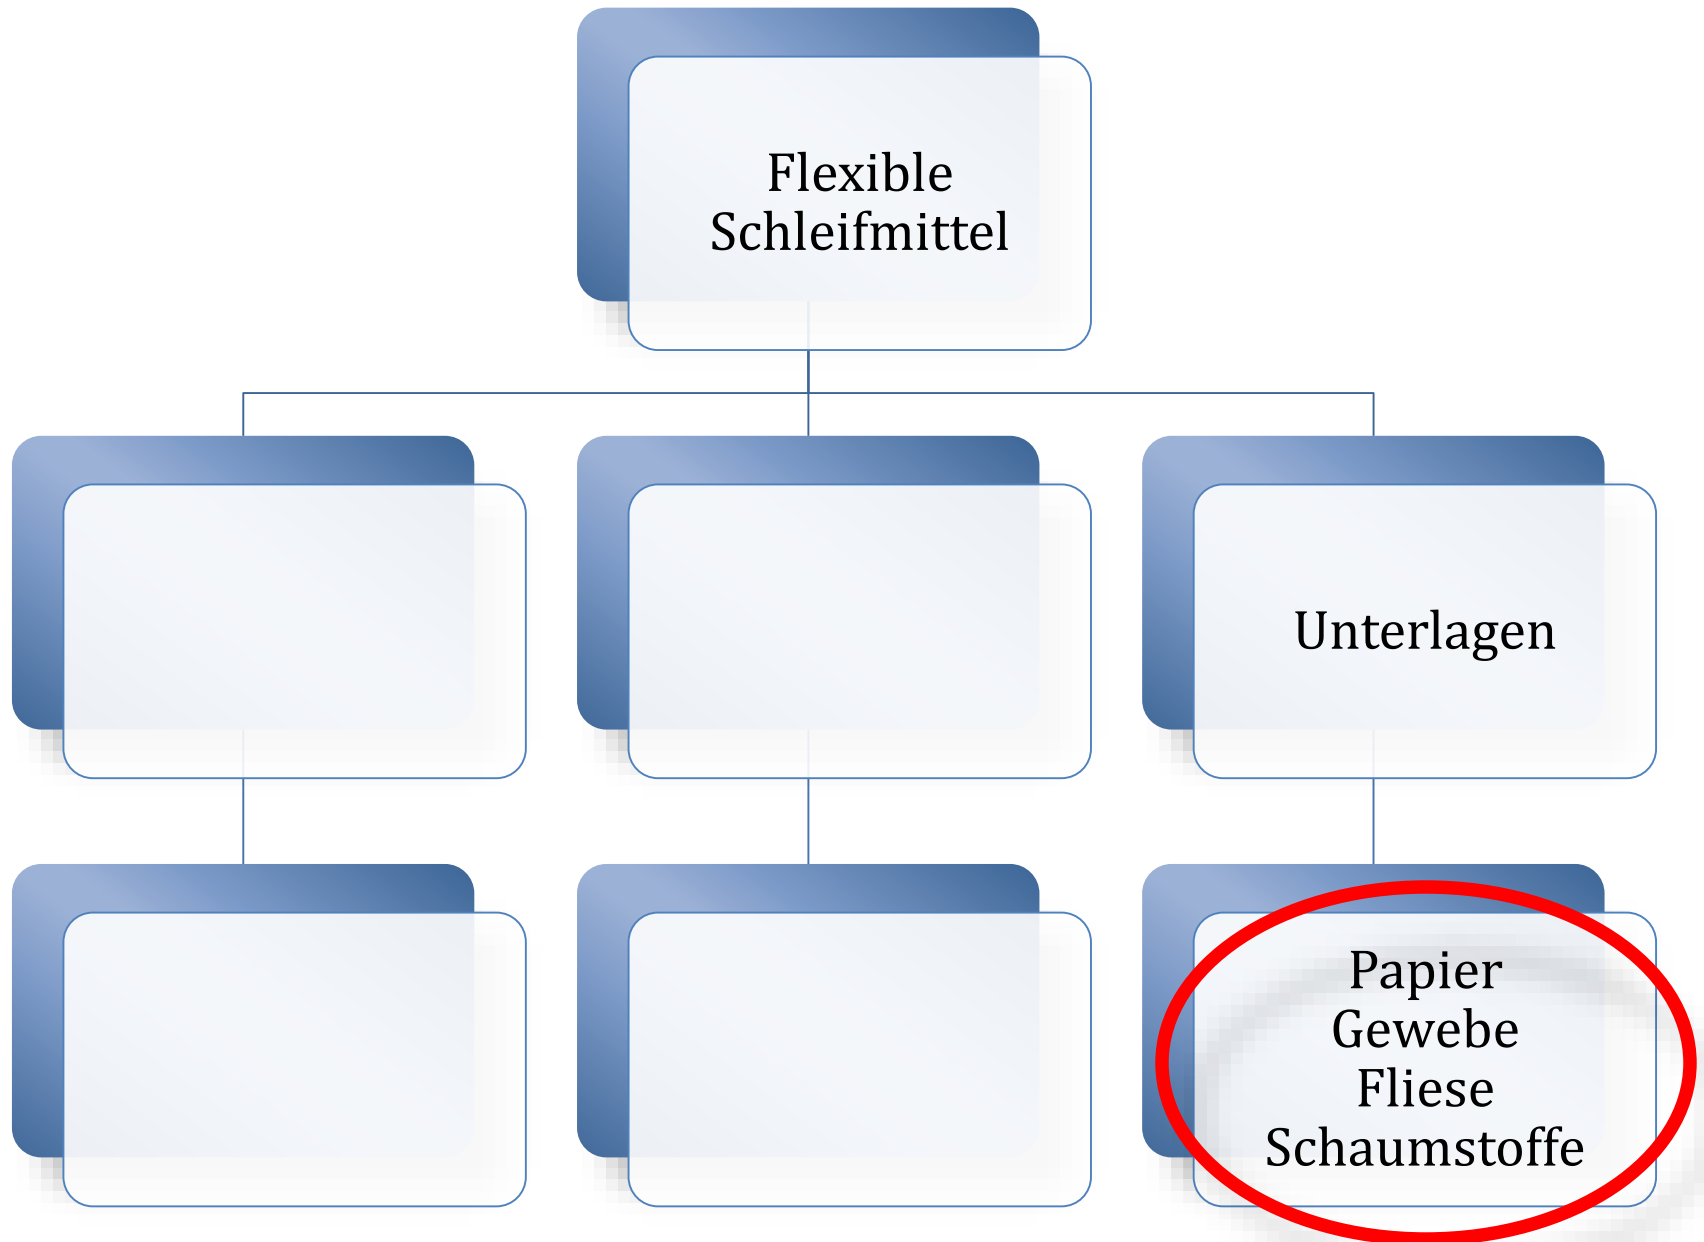 Flexible
Schleifmittel
Unterlagen
Papier
Gewebe
Fliese
Schaumstoffe